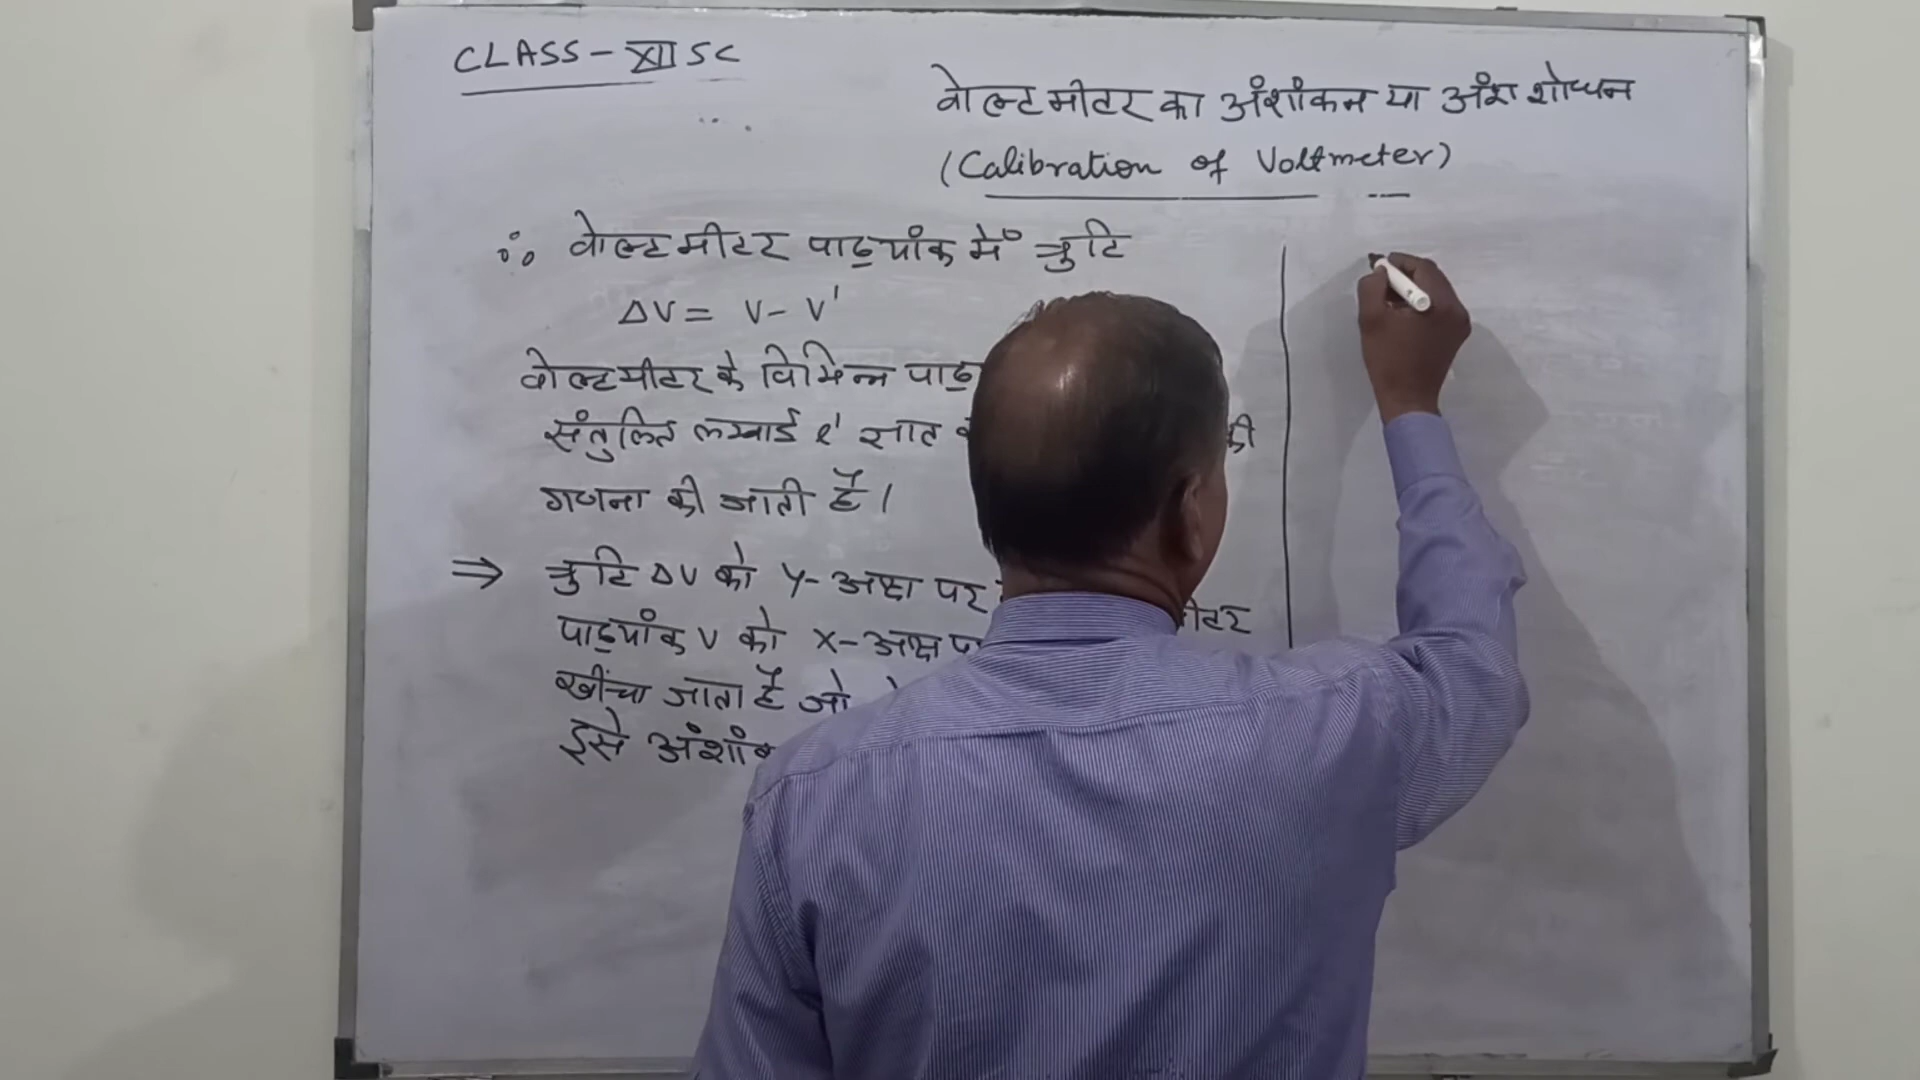 CLASS-XII SC
वोल्टमीटर का अंशांकन या अंश शोधन
(Calibration of Voltmeter)
∴ वोल्टमीटर पाठ्यांक में त्रुटि
ΔV = V - V'
वोल्टमीटर के विभिन्न
संतुलित लम्बाई l' ज्ञात की
गणना की जाती है।
⇒ त्रुटि ΔV को Y-अक्ष पर
पाठ्यांक V को X-अक्ष
खींचा जाता है जो
इसे